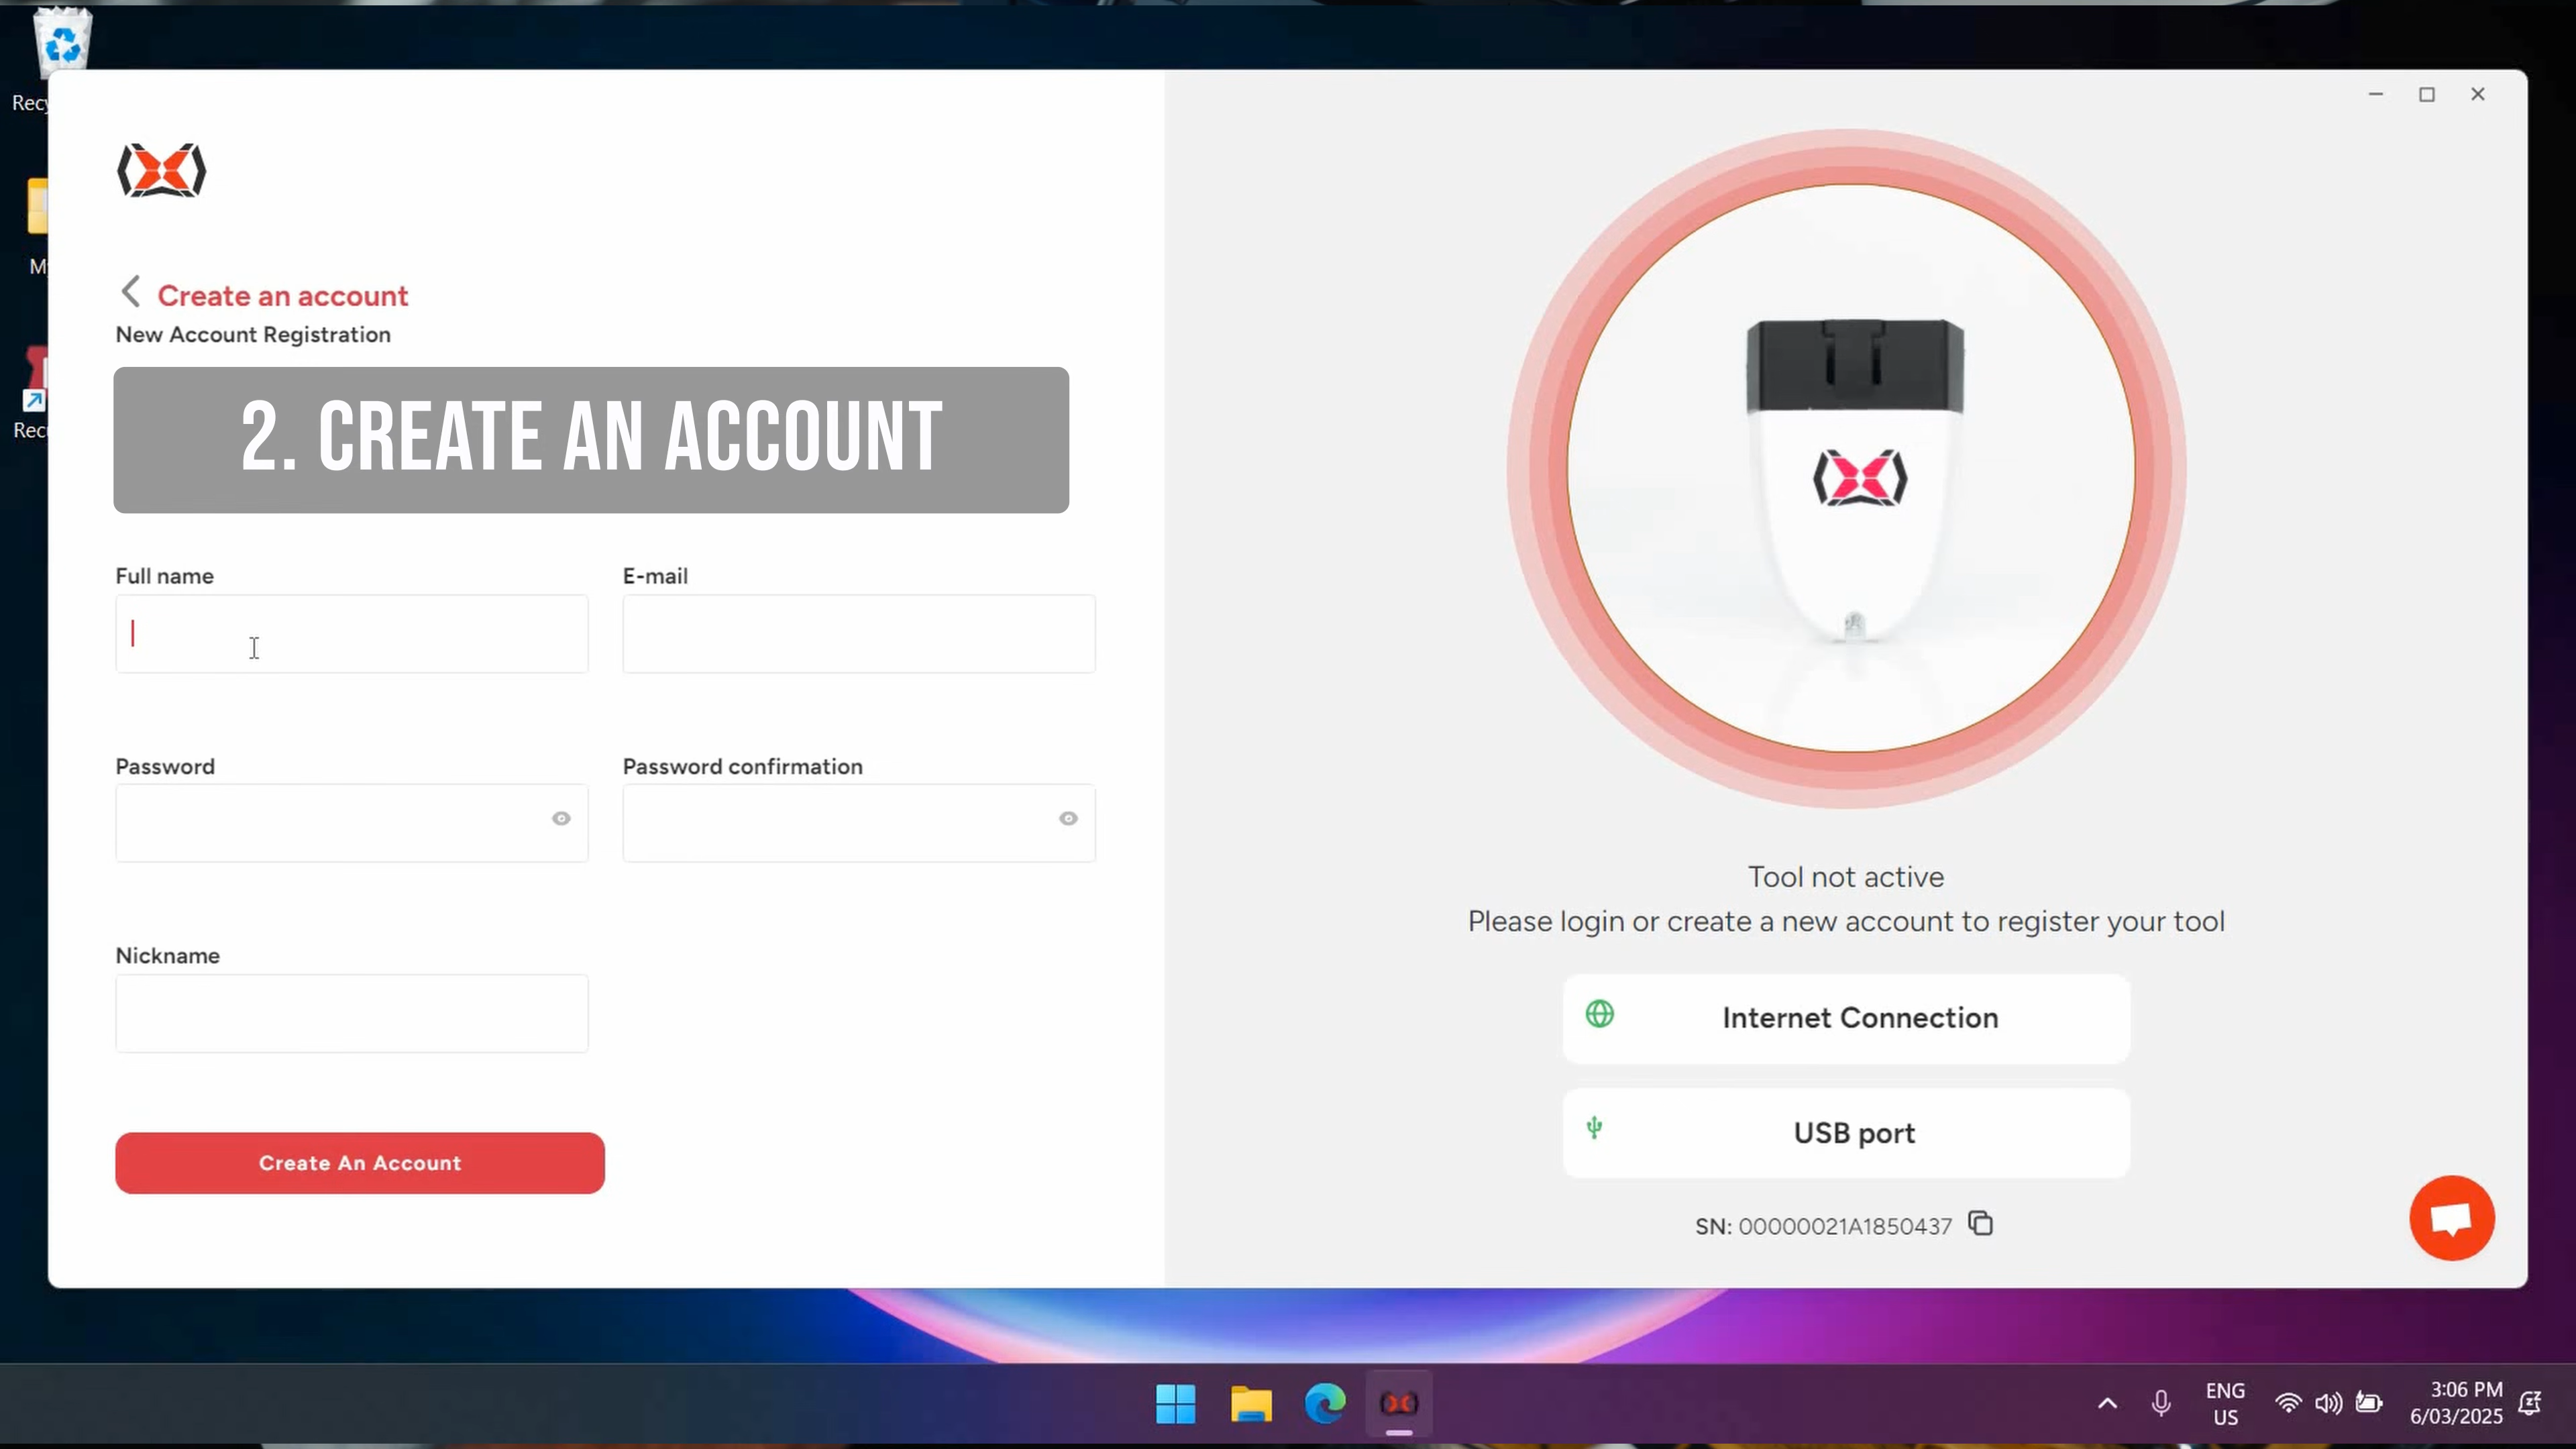 Recy
My
Recu
Create an account
New Account Registration
2. CREATE AN ACCOUNT
Full name
E-mail
Password
Password confirmation
Nickname
Create An Account
Tool not active
Please login or create a new account to register your tool
Internet Connection
USB port
SN: 00000021A1850437
ENG
US
3:06 PM
6/03/2025